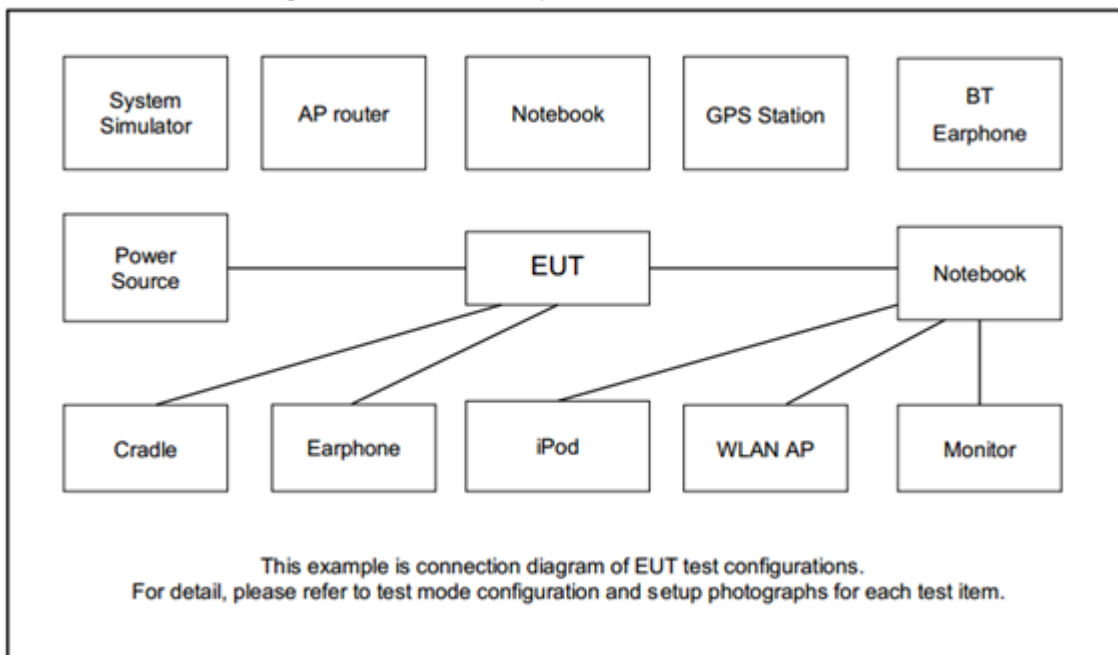 System
Simulator
AP router
Notebook
GPS Station
BT
Earphone
Power
Source
EUT
Notebook
Cradle
Earphone
iPod
WLAN AP
Monitor
This example is connection diagram of EUT test configurations.
For detail, please refer to test mode configuration and setup photographs for each test item.